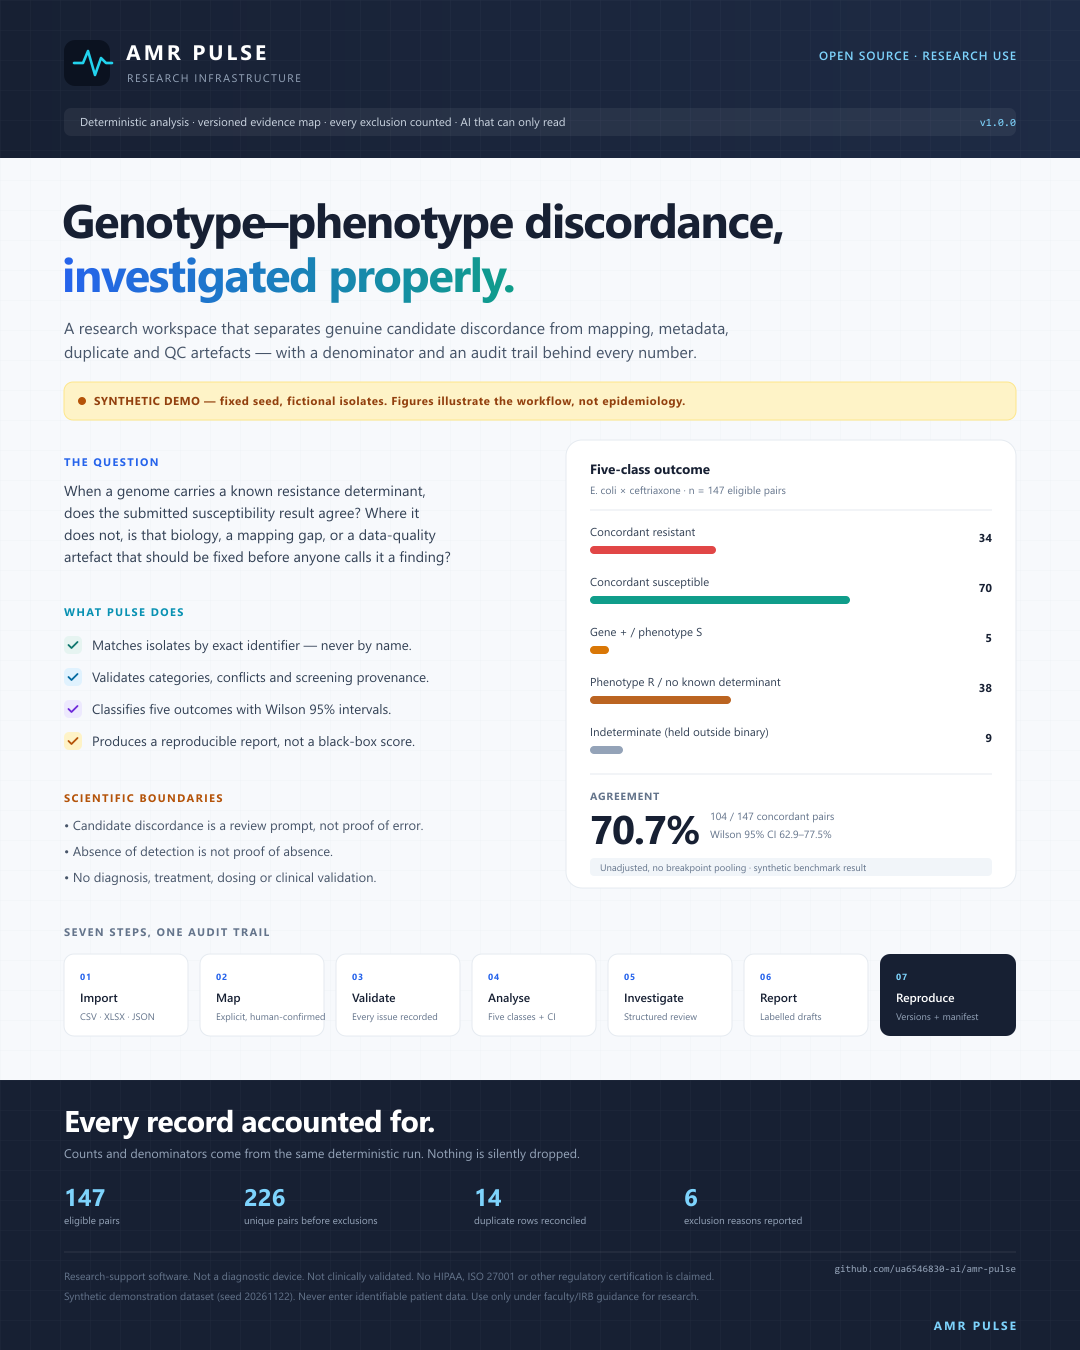 AMR PULSE
RESEARCH INFRASTRUCTURE
OPEN SOURCE · RESEARCH USE
Deterministic analysis · versioned evidence map · every exclusion counted · AI that can only read
v1.0.0
Genotype—phenotype discordance,
investigated properly.
A research workspace that separates genuine candidate discordance from mapping, metadata,
duplicate and QC artefacts — with a denominator and an audit trail behind every number.
SYNTHETIC DEMO — fixed seed, fictional isolates. Figures illustrate the workflow, not epidemiology.
THE QUESTION
When a genome carries a known resistance determinant,
does the submitted susceptibility result agree? Where it
does not, is that biology, a mapping gap, or a data-quality
artefact that should be fixed before anyone calls it a finding?
WHAT PULSE DOES
Matches isolates by exact identifier — never by name.
Validates categories, conflicts and screening provenance.
Classifies five outcomes with Wilson 95% intervals.
Produces a reproducible report, not a black-box score.
SCIENTIFIC BOUNDARIES
• Candidate discordance is a review prompt, not proof of error.
• Absence of detection is not proof of absence.
• No diagnosis, treatment, dosing or clinical validation.
Five-class outcome
E. coli × ceftriaxone · n = 147 eligible pairs
Concordant resistant 34
Concordant susceptible 70
Gene + / phenotype S 5
Phenotype R / no known determinant 38
Indeterminate (held outside binary) 9
AGREEMENT
70.7%
104 / 147 concordant pairs
Wilson 95% CI 62.9–77.5%
Unadjusted, no breakpoint pooling · synthetic benchmark result
SEVEN STEPS, ONE AUDIT TRAIL
01
Import
CSV · XLSX · JSON
02
Map
Explicit, human-confirmed
03
Validate
Every issue recorded
04
Analyse
Five classes + CI
05
Investigate
Structured review
06
Report
Labelled drafts
07
Reproduce
Versions + manifest
Every record accounted for.
Counts and denominators come from the same deterministic run. Nothing is silently dropped.
147
eligible pairs
226
unique pairs before exclusions
14
duplicate rows reconciled
6
exclusion reasons reported
Research-support software. Not a diagnostic device. Not clinically validated. No HIPAA, ISO 27001 or other regulatory certification is claimed.
Synthetic demonstration dataset (seed 20261122). Never enter identifiable patient data. Use only under faculty/IRB guidance for research.
github.com/ua6546830-ai/amr-pulse
AMR PULSE